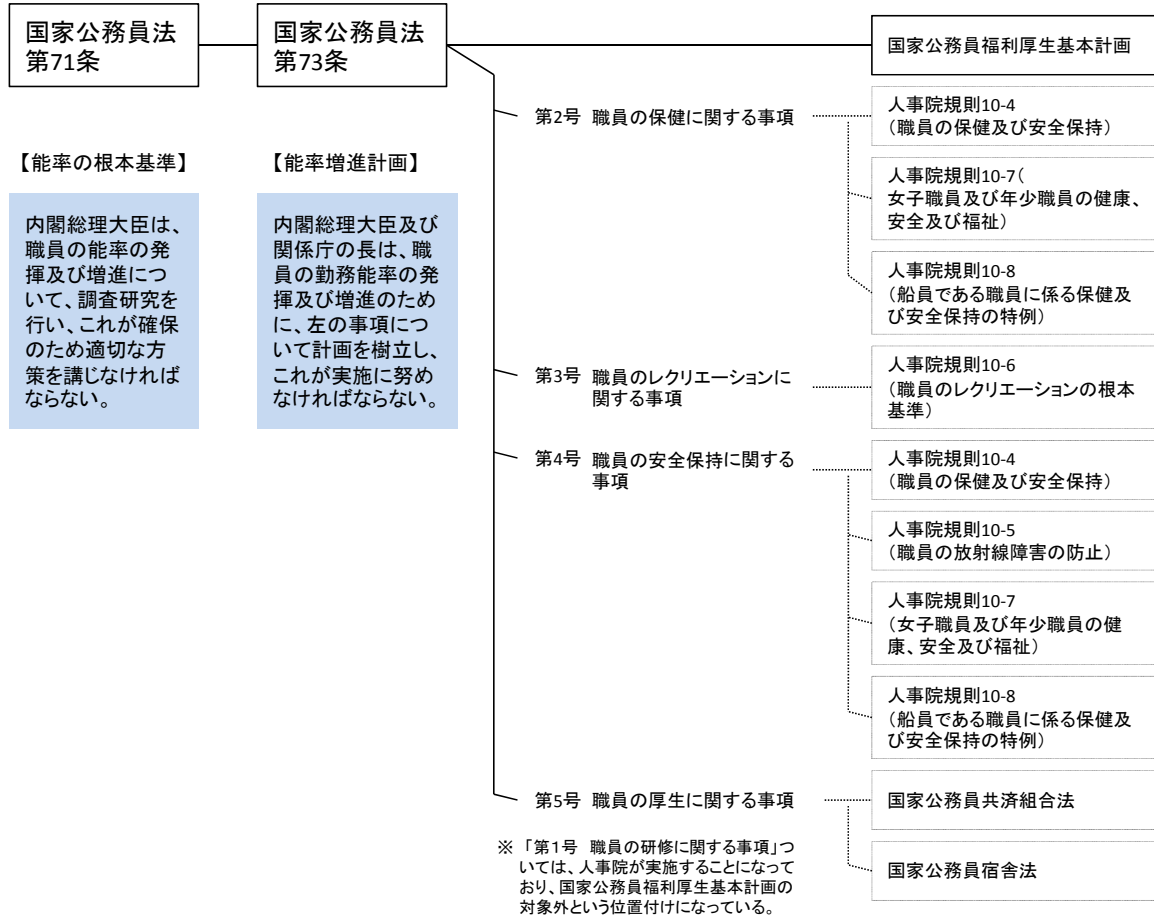 国家公務員法
第71条
国家公務員法
第73条
国家公務員福利厚生基本計画
【能率の根本基準】
内閣総理大臣は、
職員の能率の発
揮及び増進につ
いて、調査研究を
行い、これが確保
のため適切な方
策を講じなければ
ならない。
【能率増進計画】
内閣総理大臣及び
関係庁の長は、職
員の勤務能率の発
揮及び増進のため
に、左の事項につ
いて計画を樹立し、
これが実施に努め
なければならない。
第2号 職員の保健に関する事項
人事院規則10-4
（職員の保健及び安全保持）
人事院規則10-7（
女子職員及び年少職員の健康、
安全及び福祉）
人事院規則10-8
（船員である職員に係る保健及
び安全保持の特例）
第3号 職員のレクリエーションに
関する事項
人事院規則10-6
（職員のレクリエーションの根本
基準）
第4号 職員の安全保持に関する
事項
人事院規則10-4
（職員の保健及び安全保持）
人事院規則10-5
（職員の放射線障害の防止）
人事院規則10-7
（女子職員及び年少職員の健
康、安全及び福祉）
人事院規則10-8
（船員である職員に係る保健及
び安全保持の特例）
第5号 職員の厚生に関する事項
国家公務員共済組合法
国家公務員宿舎法
※ 「第1号 職員の研修に関する事項」つ
いては、人事院が実施することになって
おり、国家公務員福利厚生基本計画の
対象外という位置付けになっている。